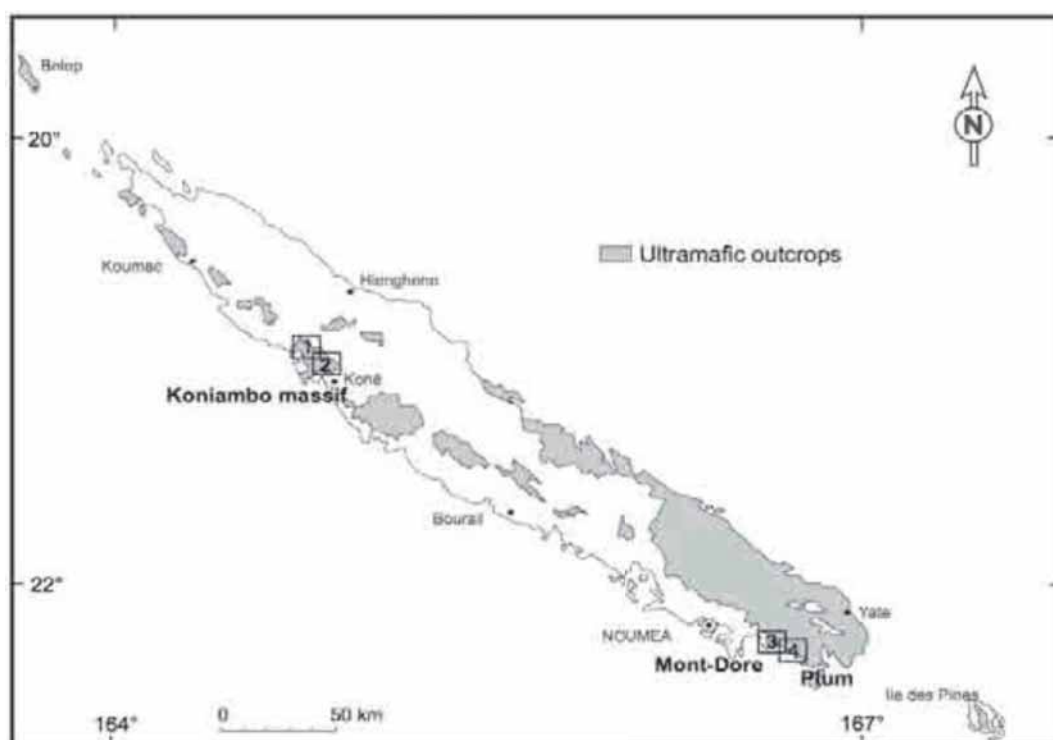 Belep
20°
N
Ultramafic outcrops
Koumac
Hienghene
1
2
Koné
Koniambo massif
Bourail
22°
Yate
NOUMEA
3
4
Mont-Dore
Plum
Ile des Pines
0 50 km
164°
167°